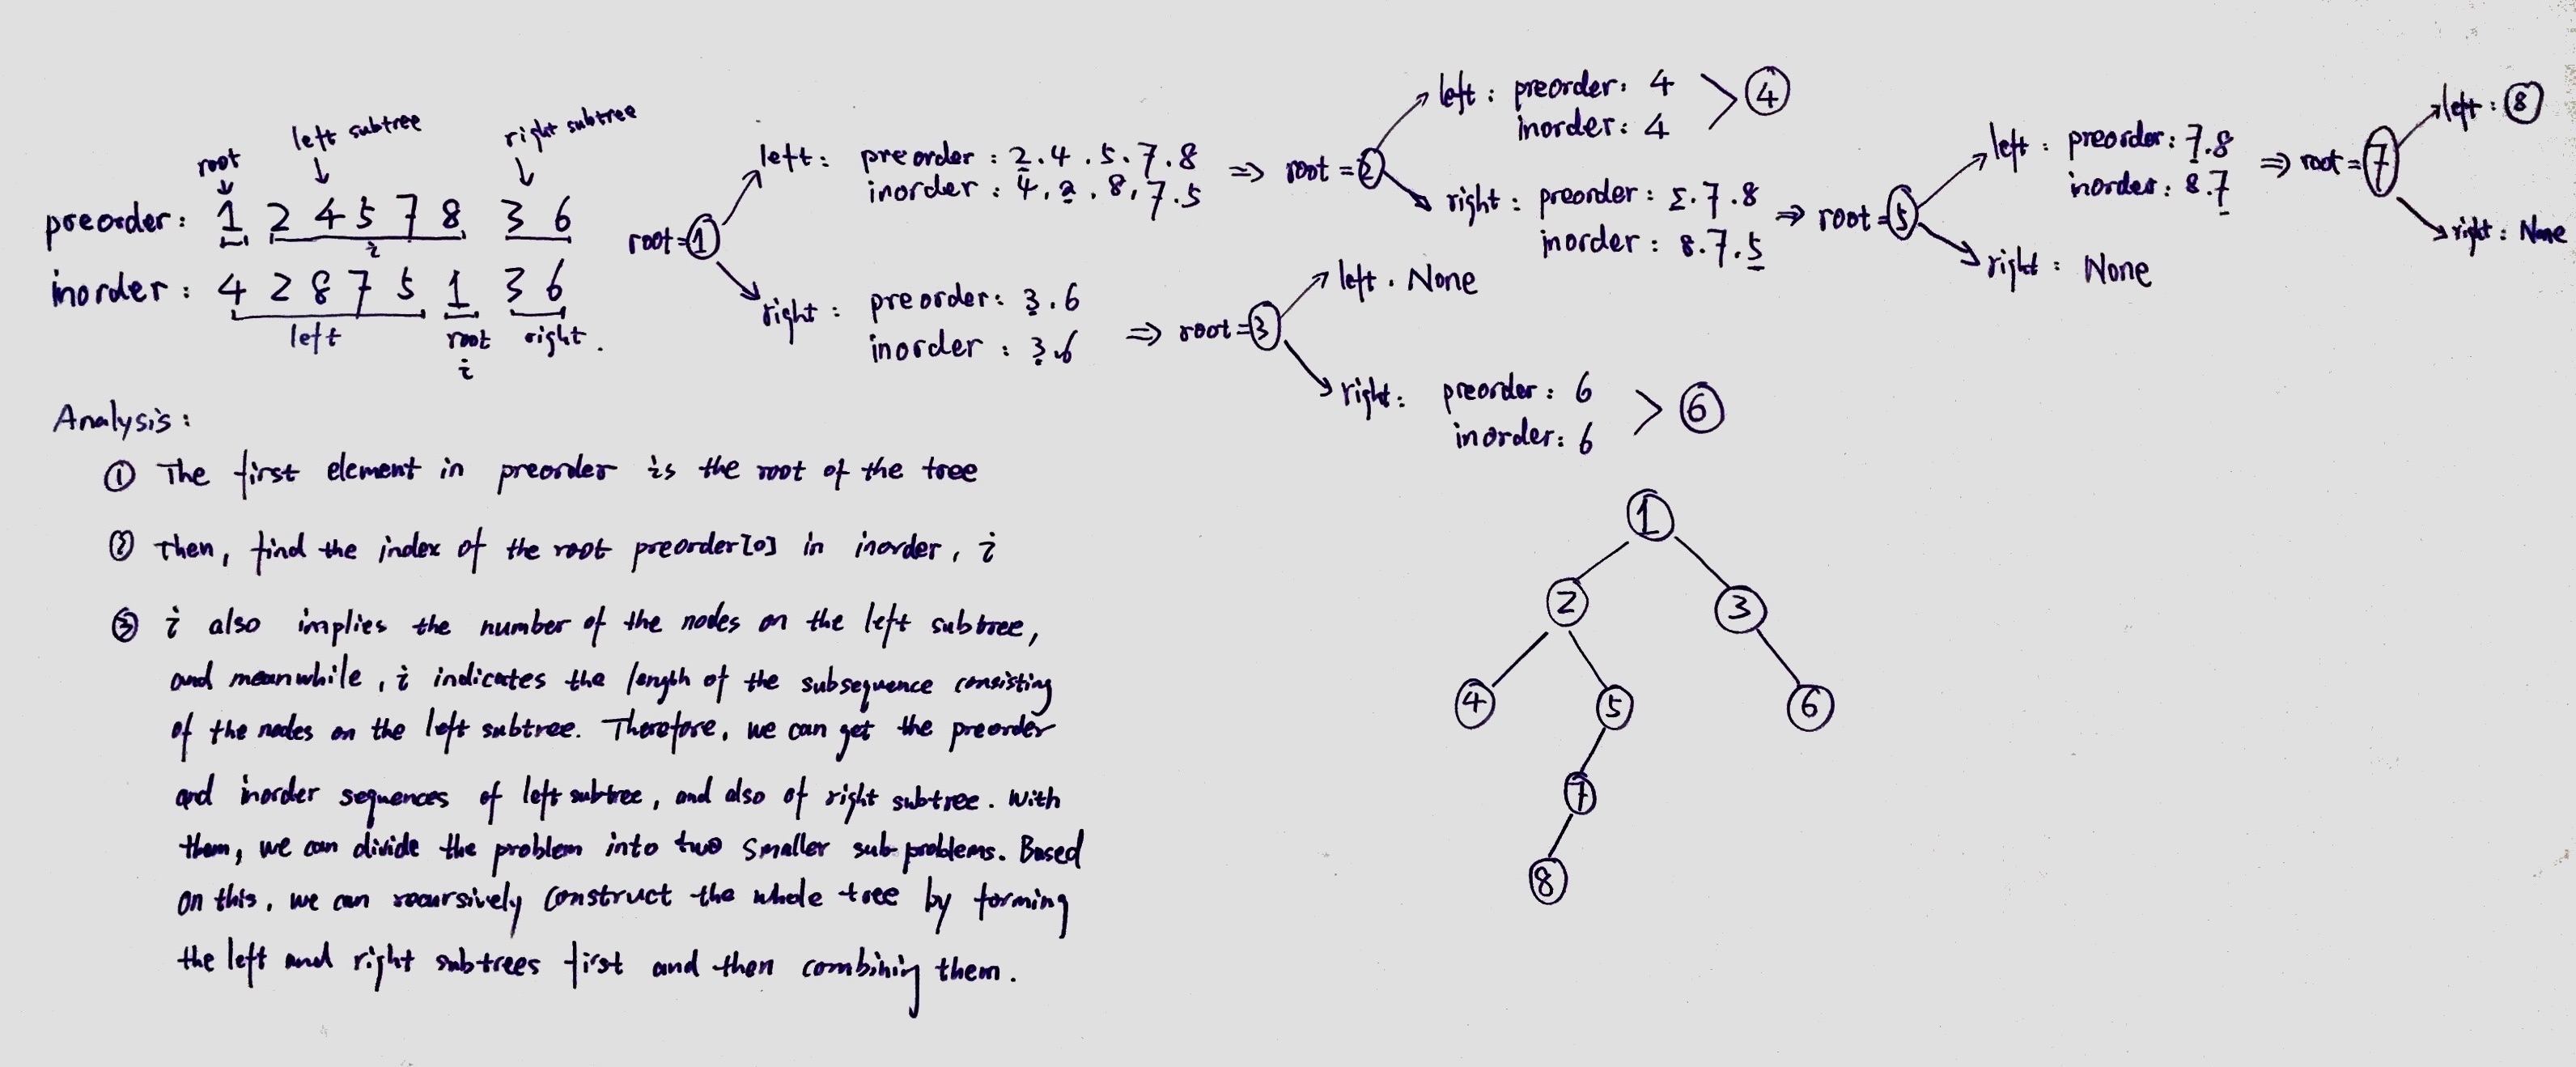 root
left subtree
right subtree
preorder: 1 2 4 5 7 8 3 6
i
inorder: 4 2 8 7 5 1 3 6
left root right.
i
root=1
left: preorder: 2.4.5.7.8
inorder: 4.2.8.7.5
⇒ root=2
left: preorder: 4
inorder: 4
> 4
right: preorder: 5.7.8
inorder: 8.7.5
⇒ root=5
left: preorder: 7.8
inorder: 8.7
⇒ root=7
left: 8
right: None
right: None
right: preorder: 3.6
inorder: 3.6
⇒ root=3
left. None
right: preorder: 6
inorder: 6
> 6
Analysis:
① The first element in preorder is the root of the tree
② Then, find the index of the root preorder[0] in inorder, i
③ i also implies the number of the nodes on the left subtree,
and meanwhile, i indicates the length of the subsequence consisting
of the nodes on the left subtree. Therefore, we can get the preorder
and inorder sequences of left subtree, and also of right subtree. With
them, we can divide the problem into two smaller sub-problems. Based
on this, we can recursively construct the whole tree by forming
the left and right subtrees first and then combining them.
1
2 3
4 5 6
7
8